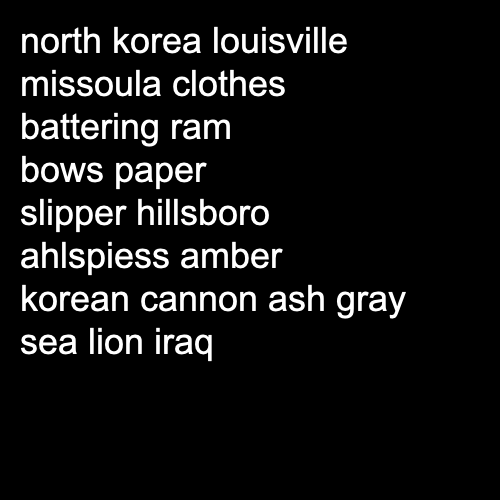 north korea louisville
missoula clothes
battering ram
bows paper
slipper hillsboro
ahlspiess amber
korean cannon ash gray
sea lion iraq